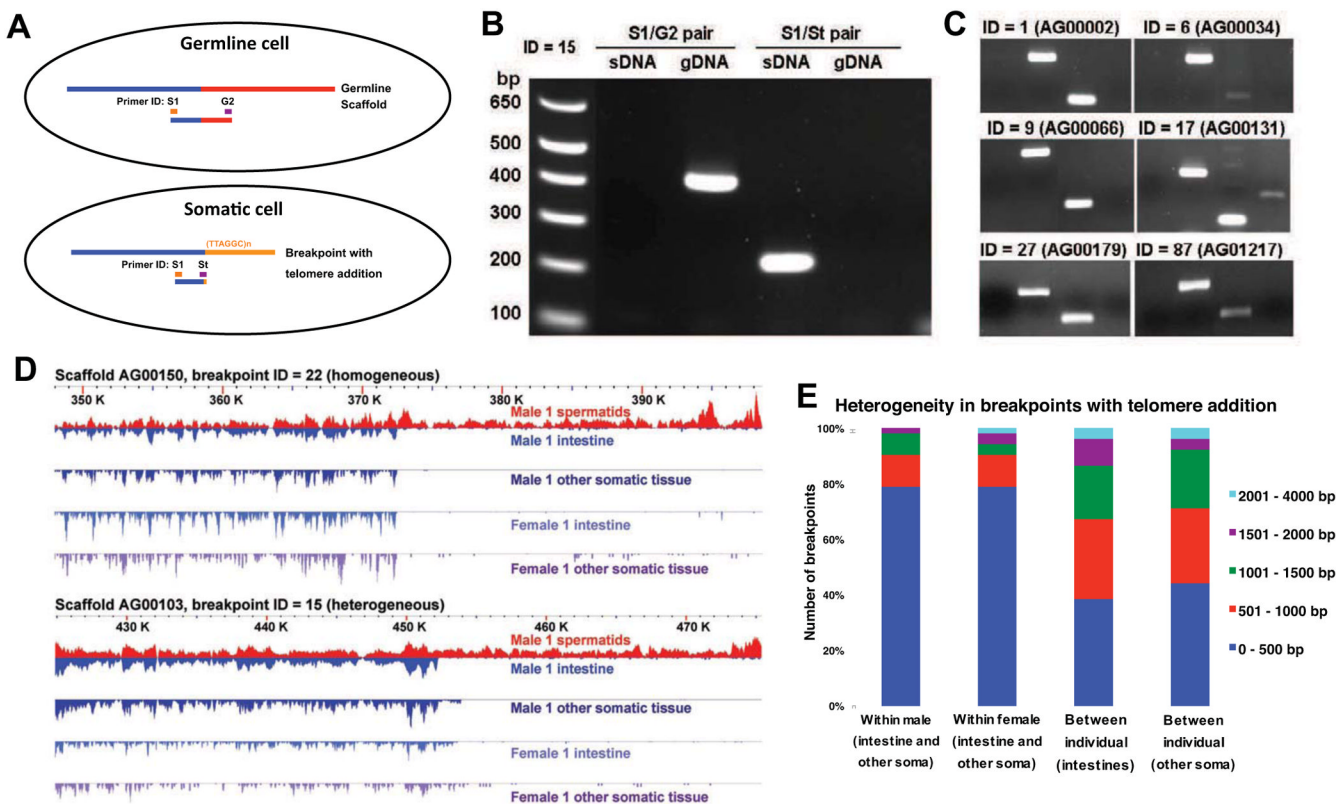 A
Germline cell
Germline
Scaffold
Primer ID: S1
G2
Somatic cell
(TTAGGC)n
Breakpoint with
telomere addition
Primer ID: S1
St
B
ID = 15
S1/G2 pair
S1/St pair
sDNA
gDNA
sDNA
gDNA
bp
650
500
400
300
200
100
C
ID = 1 (AG00002)
ID = 6 (AG00034)
ID = 9 (AG00066)
ID = 17 (AG00131)
ID = 27 (AG00179)
ID = 87 (AG01217)
D
Scaffold AG00150, breakpoint ID = 22 (homogeneous)
350 K
360 K
370 K
380 K
390 K
Male 1 spermatids
Male 1 intestine
Male 1 other somatic tissue
Female 1 intestine
Female 1 other somatic tissue
Scaffold AG00103, breakpoint ID = 15 (heterogeneous)
430 K
440 K
450 K
460 K
470 K
Male 1 spermatids
Male 1 intestine
Male 1 other somatic tissue
Female 1 intestine
Female 1 other somatic tissue
E
Heterogeneity in breakpoints with telomere addition
Number of breakpoints
100%
80%
60%
40%
20%
0%
Within male
(intestine and
other soma)
Within female
(intestine and
other soma)
Between
individual
(intestines)
Between
individual
(other soma)
2001 - 4000 bp
1501 - 2000 bp
1001 - 1500 bp
501 - 1000 bp
0 - 500 bp